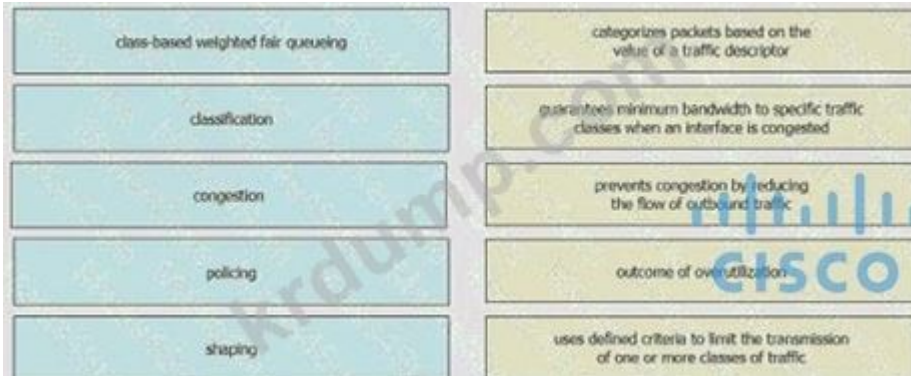 class-based weighted fair queueing
categorizes packets based on the
value of a traffic descriptor
classification
guarantees minimum bandwidth to specific traffic
classes when an interface is congested
congestion
prevents congestion by reducing
the flow of outbound traffic
policing
outcome of overutilization
shaping
uses defined criteria to limit the transmission
of one or more classes of traffic
krdump.com
CISCO